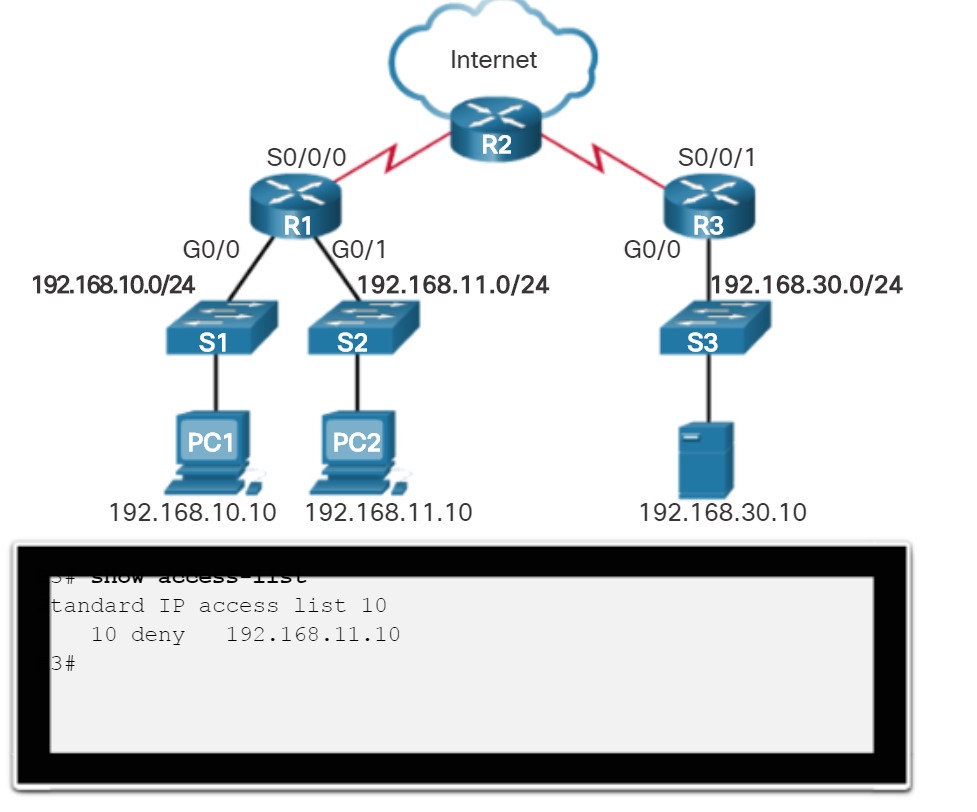 Internet
R2
S0/0/0
S0/0/1
R1
R3
G0/0
G0/1
G0/0
192.168.10.0/24
192.168.11.0/24
192.168.30.0/24
S1
S2
S3
PC1
PC2
192.168.10.10
192.168.11.10
192.168.30.10
3# show access-list
tandard IP access list 10
10 deny 192.168.11.10
3#